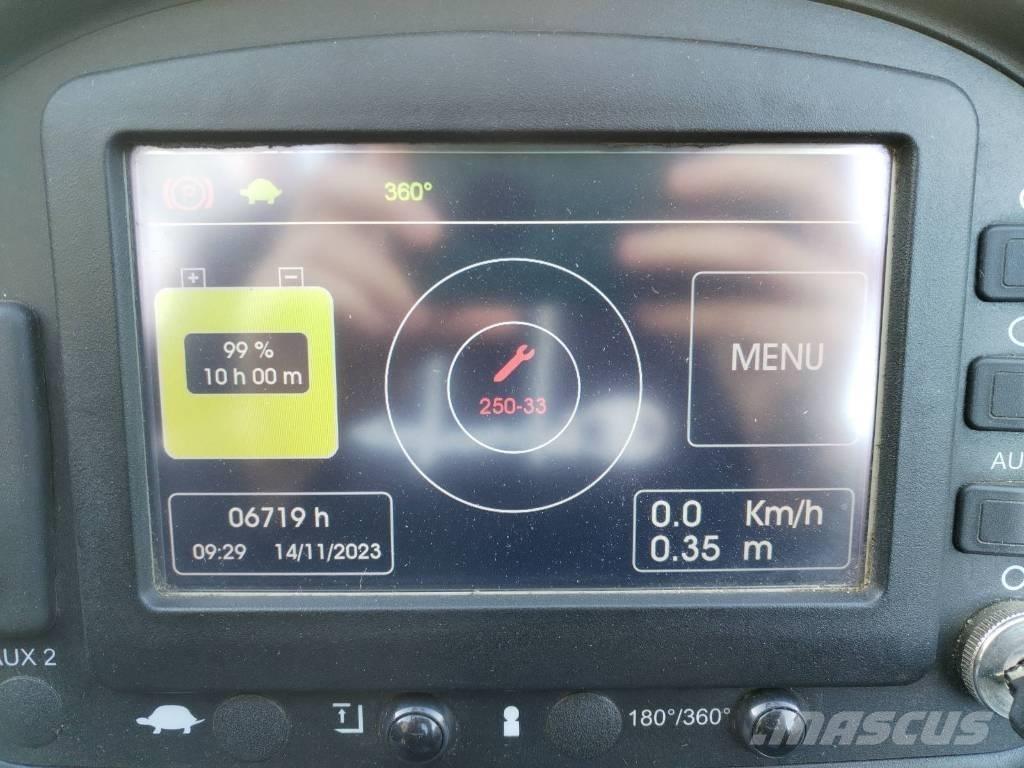 360°
+ −
99 %
10 h 00 m
250-33
MENU
06719 h
09:29 14/11/2023
0.0 Km/h
0.35 m
AUX 2
180°/360°
AU
MASCUS